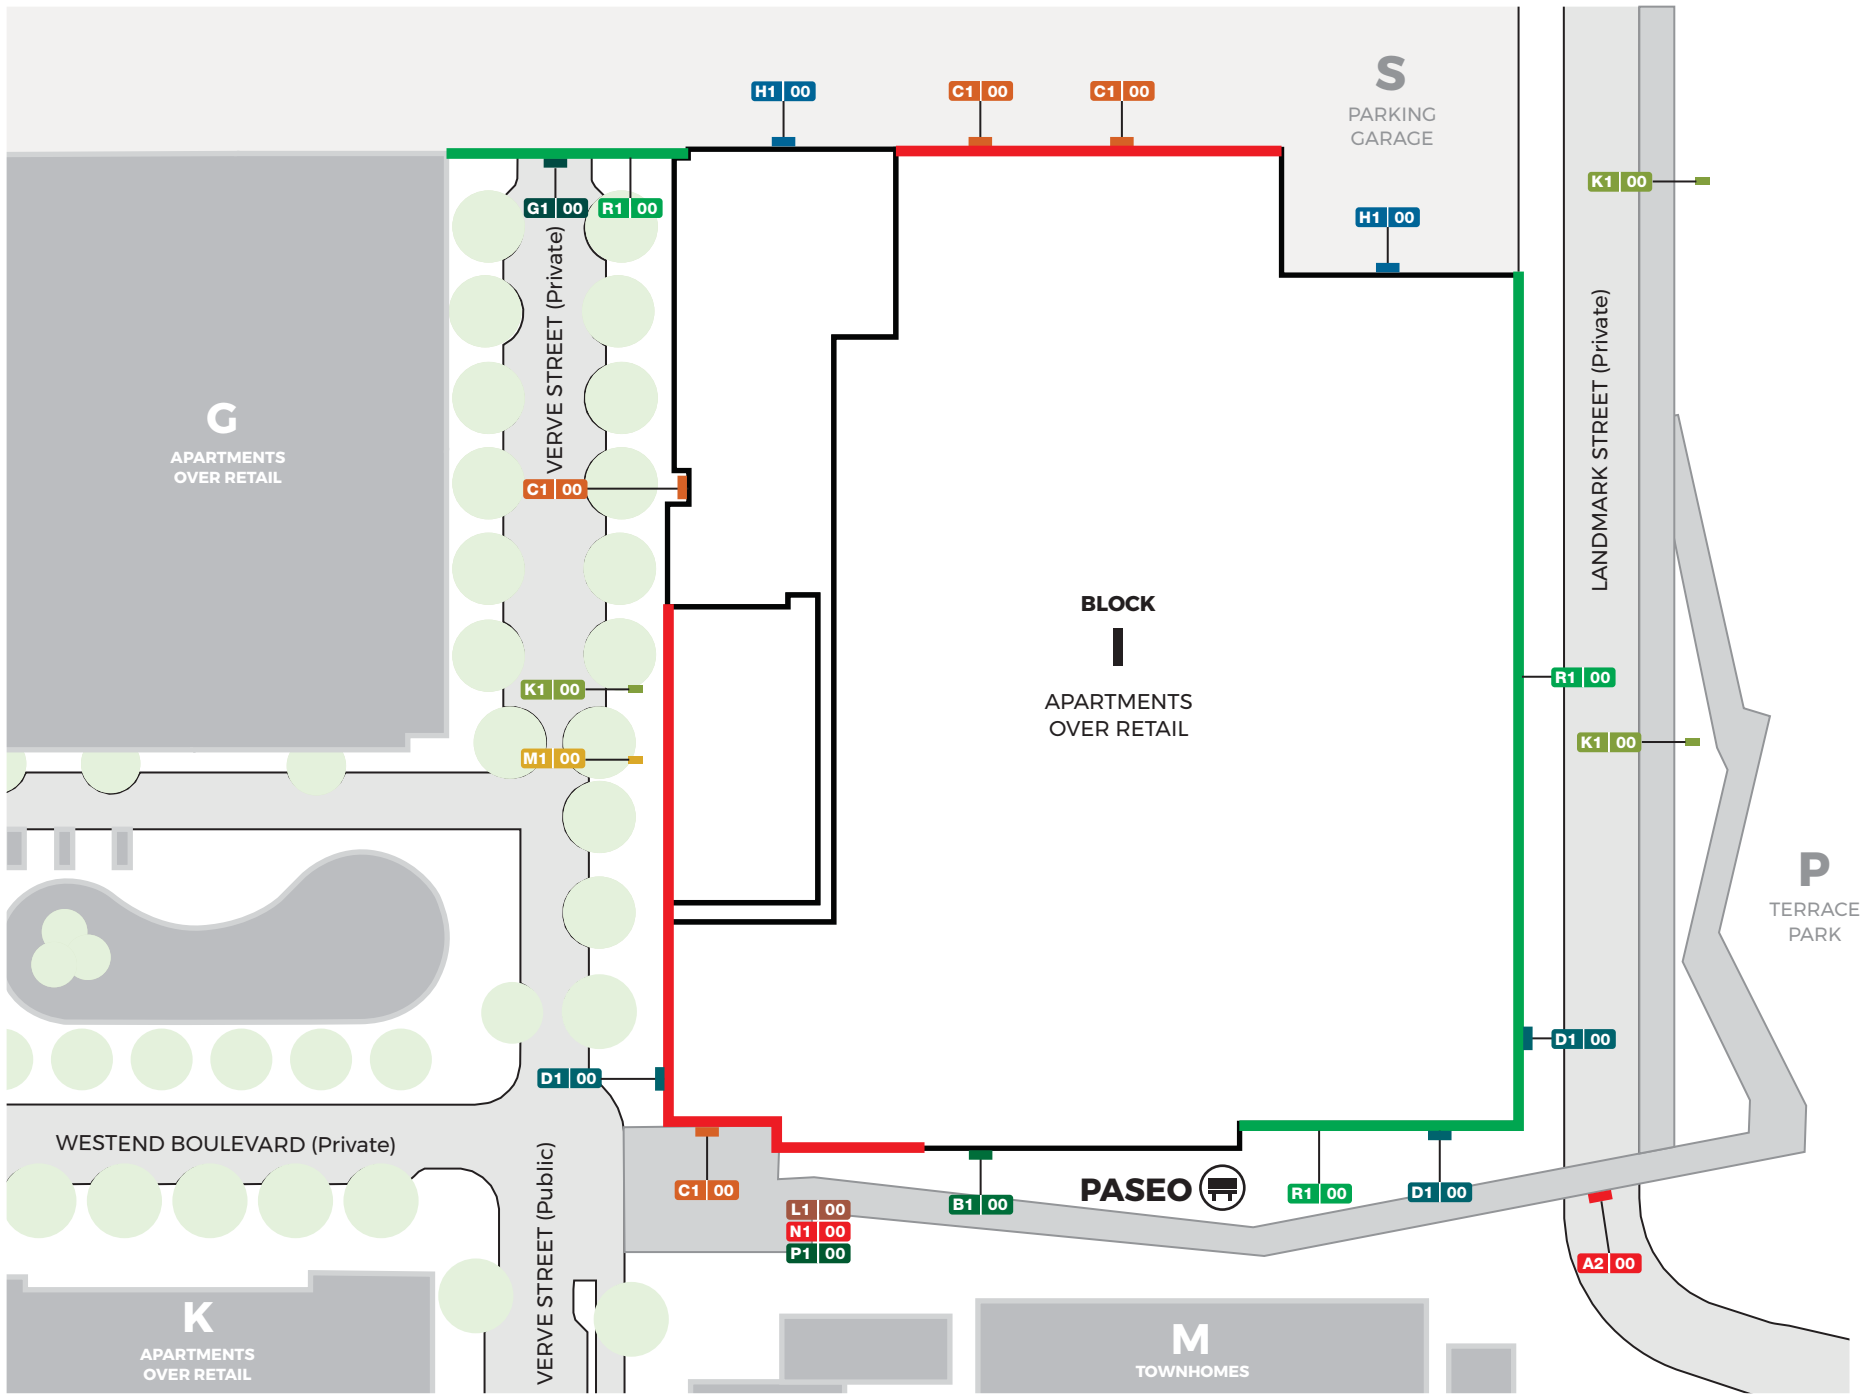 H1 00
C1 00
C1 00
S
PARKING
GARAGE
K1 00
G1 00
R1 00
H1 00
VERVE STREET (Private)
LANDMARK STREET (Private)
G
APARTMENTS
OVER RETAIL
C1 00
BLOCK
I
APARTMENTS
OVER RETAIL
R1 00
K1 00
K1 00
M1 00
P
TERRACE
PARK
D1 00
D1 00
WESTEND BOULEVARD (Private)
VERVE STREET (Public)
C1 00
PASEO
B1 00
R1 00
D1 00
L1 00
N1 00
P1 00
A2 00
K
APARTMENTS
OVER RETAIL
M
TOWNHOMES